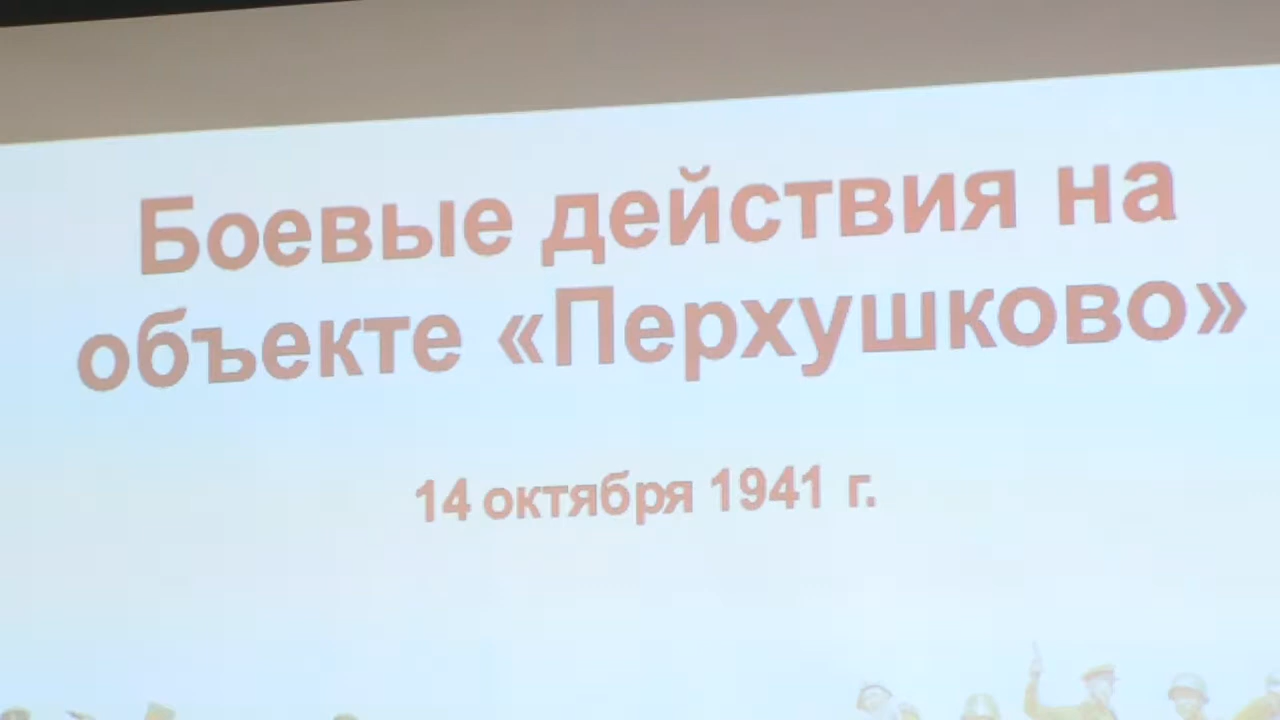 Боевые действия на
объекте «Перхушково»
14 октября 1941 г.